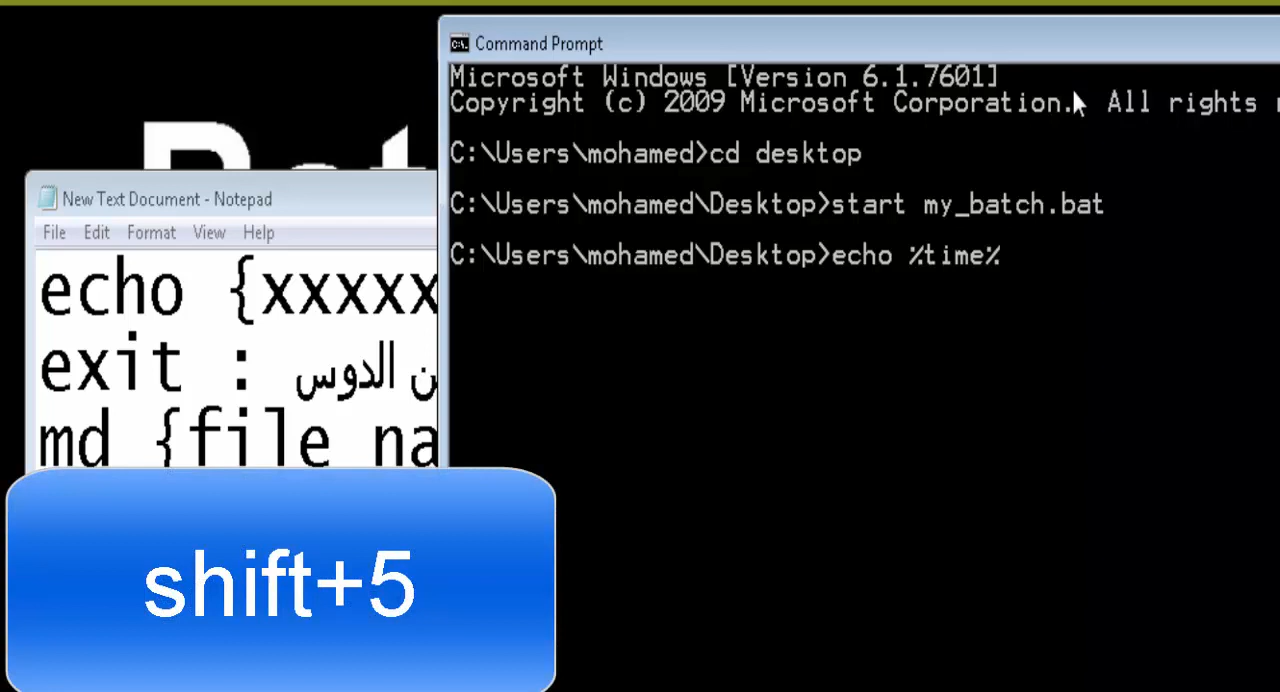 Command Prompt
Microsoft Windows [Version 6.1.7601]
Copyright (c) 2009 Microsoft Corporation. All rights
C:\Users\mohamed>cd desktop
C:\Users\mohamed\Desktop>start my_batch.bat
C:\Users\mohamed\Desktop>echo %time%
New Text Document - Notepad
File Edit Format View Help
echo {xxxxx
exit : الدوس
md {file na
shift+5